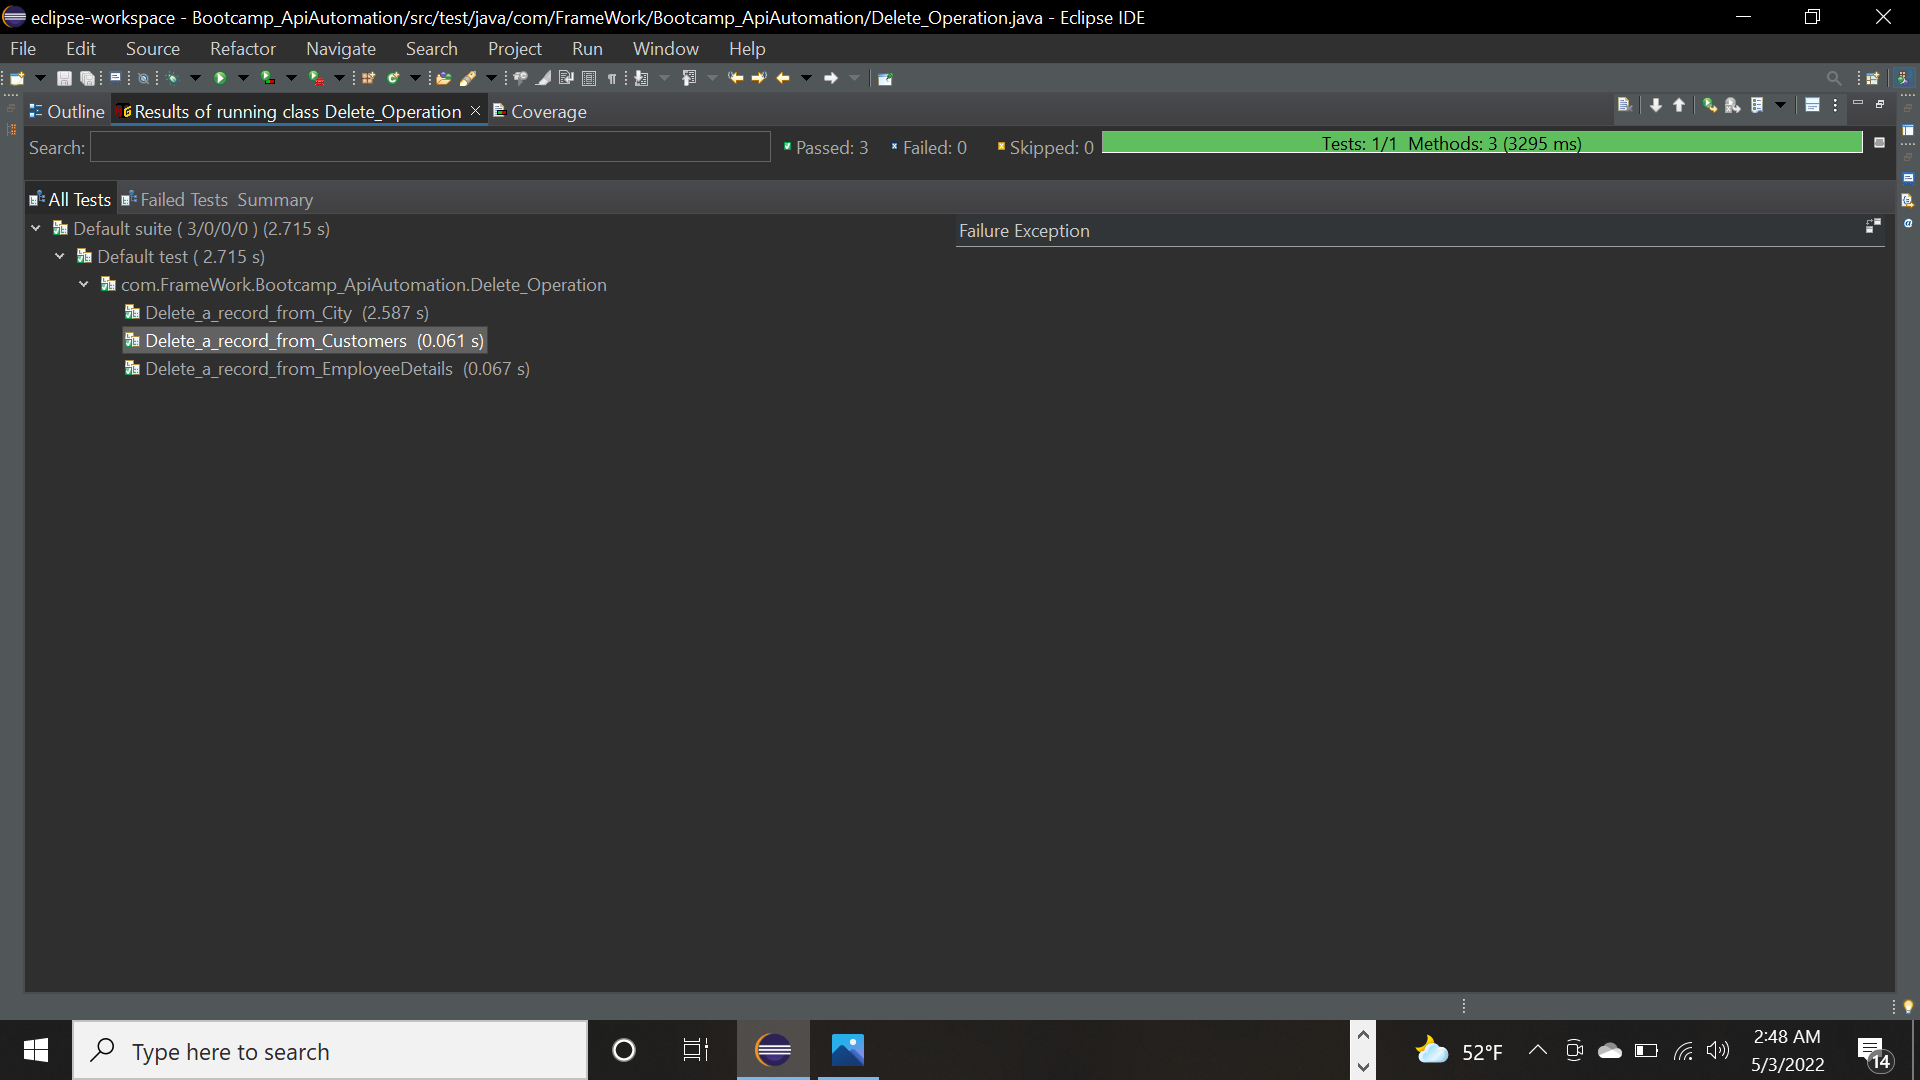 eclipse-workspace - Bootcamp_ApiAutomation/src/test/java/com/FrameWork/Bootcamp_ApiAutomation/Delete_Operation.java - Eclipse IDE
File Edit Source Refactor Navigate Search Project Run Window Help
Outline Results of running class Delete_Operation Coverage
Search: Passed: 3 Failed: 0 Skipped: 0 Tests: 1/1 Methods: 3 (3295 ms)
All Tests Failed Tests Summary
Default suite ( 3/0/0/0 ) (2.715 s)
Failure Exception
Default test ( 2.715 s)
com.FrameWork.Bootcamp_ApiAutomation.Delete_Operation
Delete_a_record_from_City (2.587 s)
Delete_a_record_from_Customers (0.061 s)
Delete_a_record_from_EmployeeDetails (0.067 s)
Type here to search
52°F
2:48 AM
5/3/2022
14